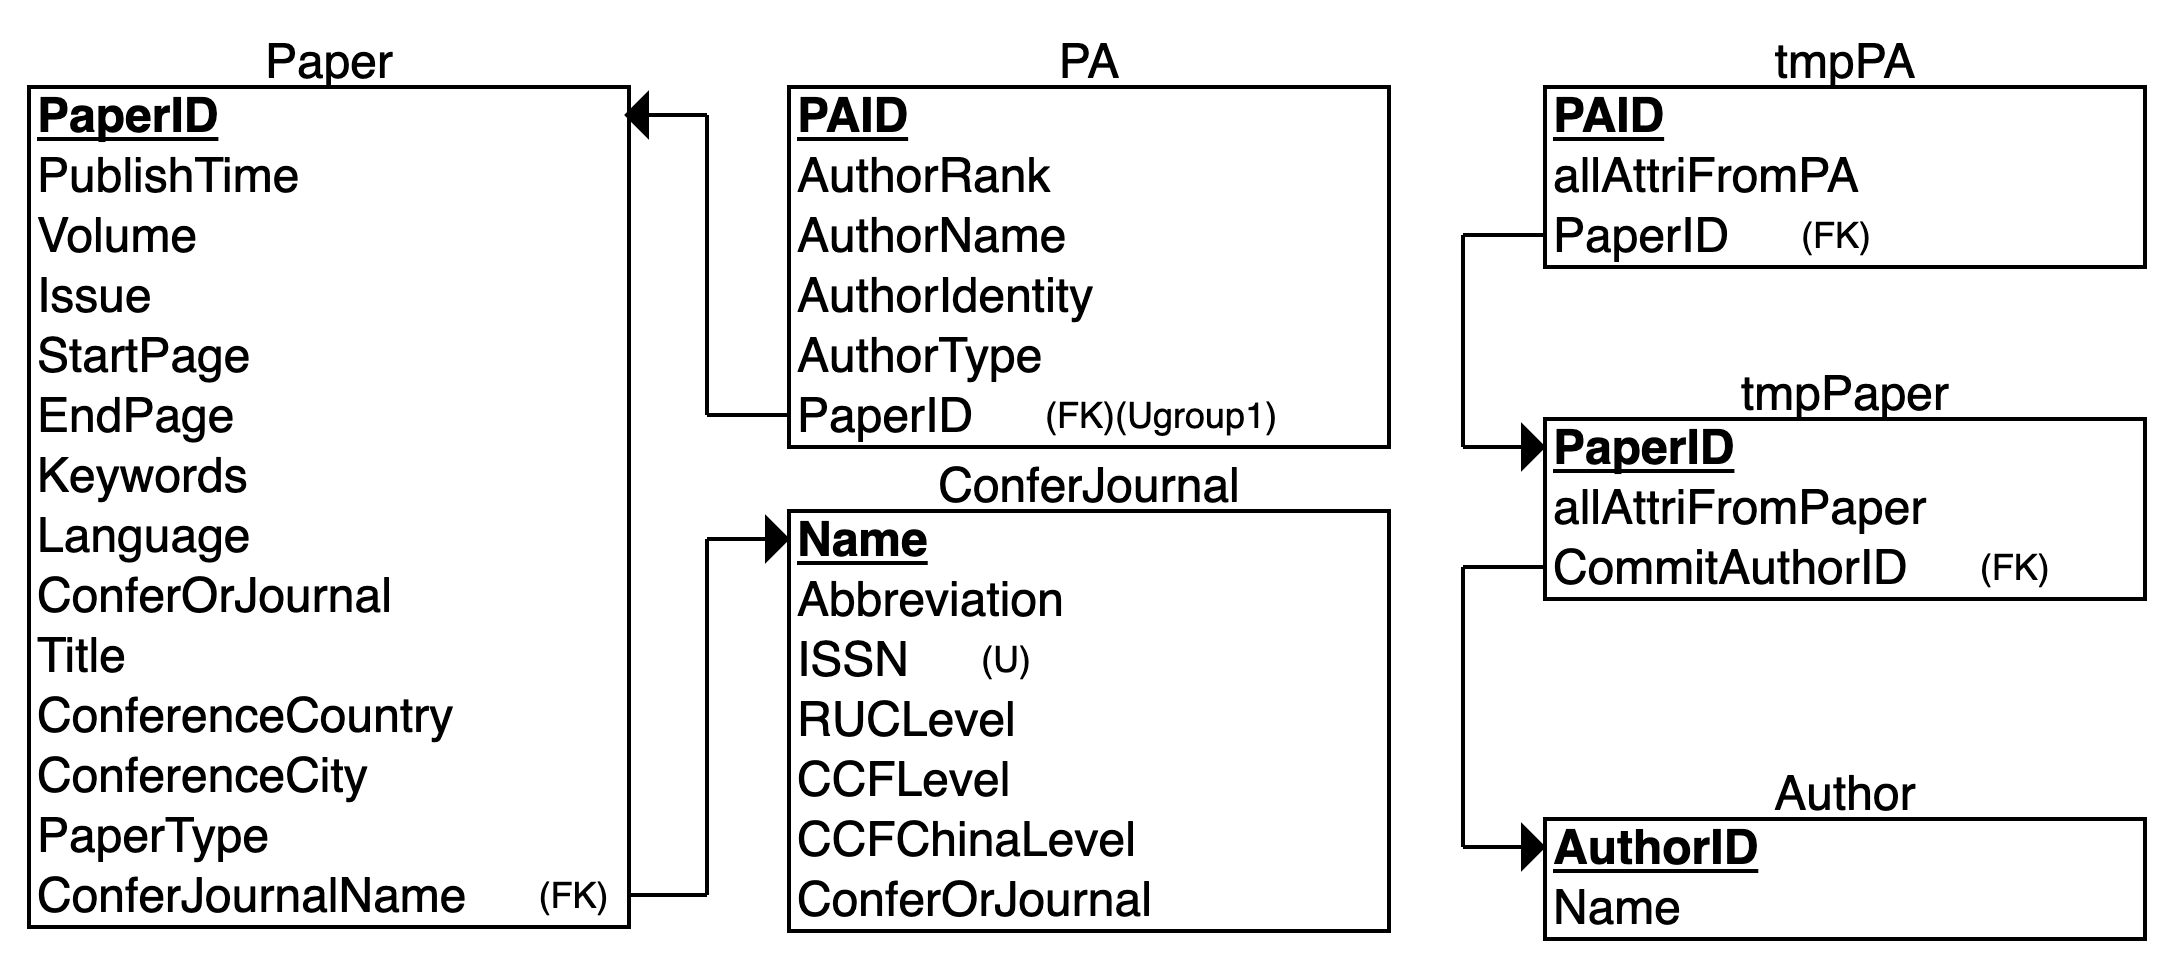 Paper
PaperID
PublishTime
Volume
Issue
StartPage
EndPage
Keywords
Language
ConferOrJournal
Title
ConferenceCountry
ConferenceCity
PaperType
ConferJournalName (FK)
PA
PAID
AuthorRank
AuthorName
AuthorIdentity
AuthorType
PaperID (FK)(Ugroup1)
ConferJournal
Name
Abbreviation
ISSN (U)
RUCLevel
CCFLevel
CCFChinaLevel
ConferOrJournal
tmpPA
PAID
allAttriFromPA
PaperID (FK)
tmpPaper
PaperID
allAttriFromPaper
CommitAuthorID (FK)
Author
AuthorID
Name